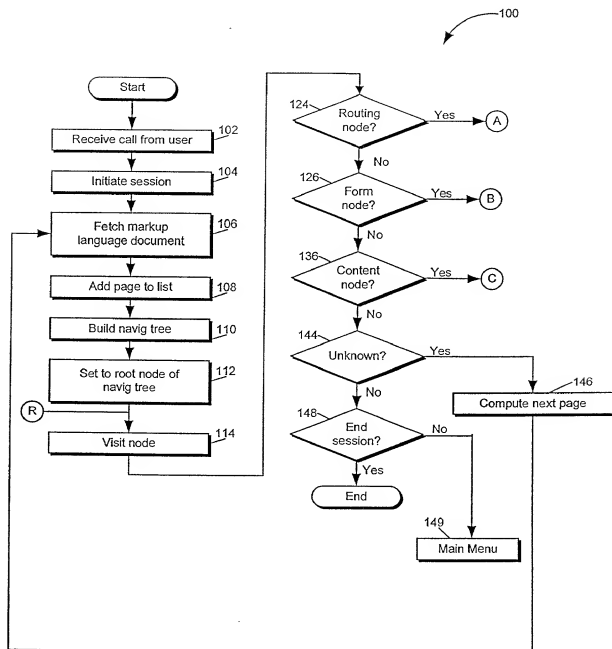 100
Start
Receive call from user
102
Initiate session
104
Fetch markup
language document
106
Add page to list
108
Build navig tree
110
Set to root node of
navig tree
112
R
Visit node
114
124
Routing
node?
Yes
A
No
126
Form
node?
Yes
B
No
136
Content
node?
Yes
C
No
144
Unknown?
Yes
146
Compute next page
No
148
End
session?
No
Yes
End
149
Main Menu